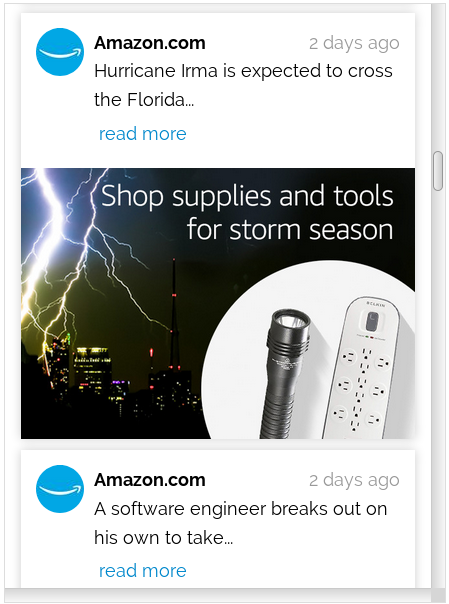 Amazon.com 2 days ago
Hurricane Irma is expected to cross
the Florida...
read more
Shop supplies and tools
for storm season
BELKIN
Amazon.com 2 days ago
A software engineer breaks out on
his own to take...
read more